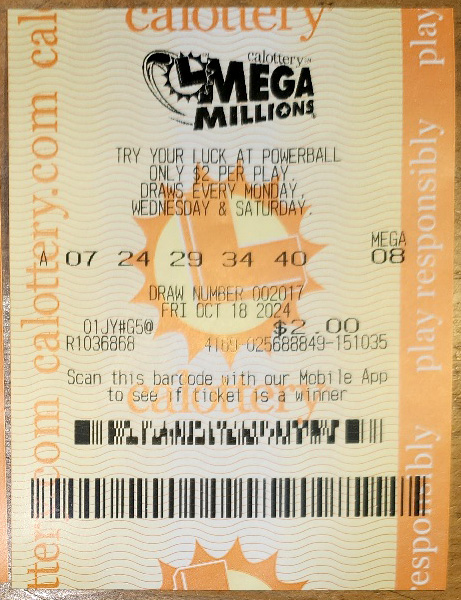 calottery
calottery
MEGA
MILLIONS
TRY YOUR LUCK AT POWERBALL
ONLY $2 PER PLAY.
DRAWS EVERY MONDAY,
WEDNESDAY & SATURDAY.
MEGA
A 07 24 29 34 40 08
DRAW NUMBER 002017
FRI OCT 18 2024
01JY#G5@ $2.00
R1036868 4169-025688849-151035
Scan this barcode with our Mobile App
to see if ticket is a winner
calottery
cal
calottery.com
ttery.com
play
play responsibly
responsibly